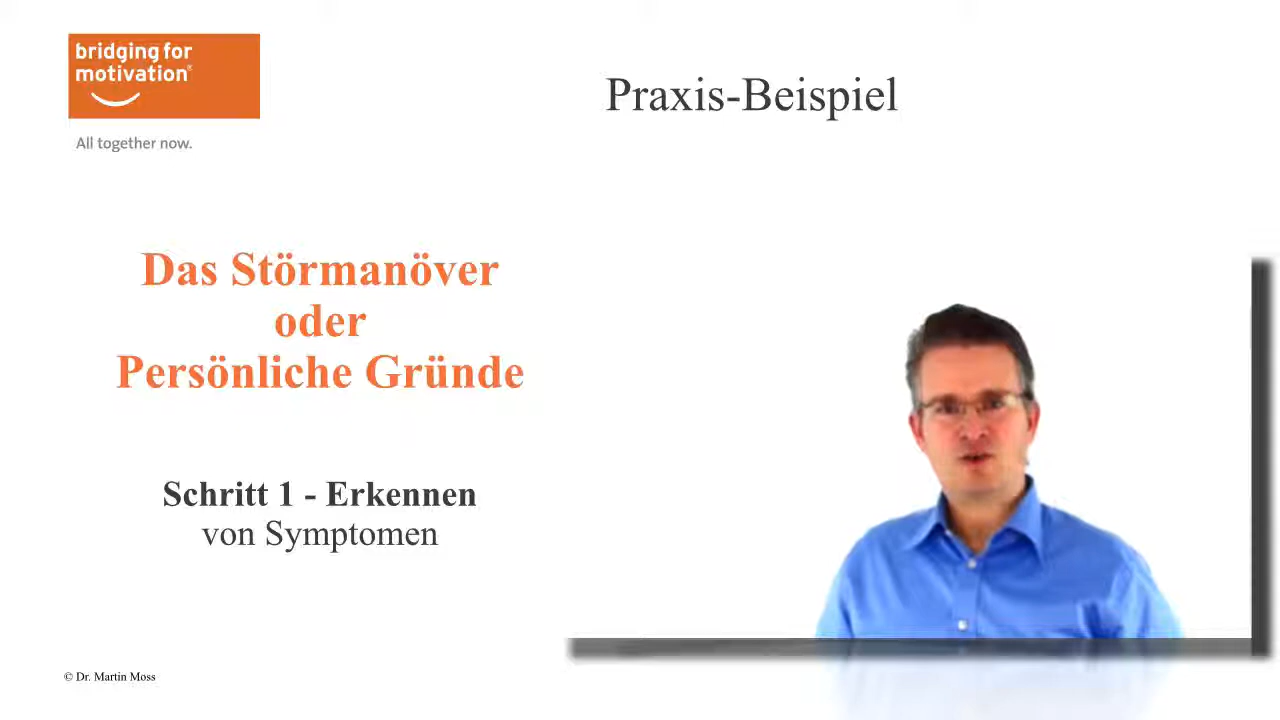 bridging for
motivation®
All together now.
Praxis-Beispiel
Das Störmanöver
oder
Persönliche Gründe
Schritt 1 - Erkennen
von Symptomen
© Dr. Martin Moss